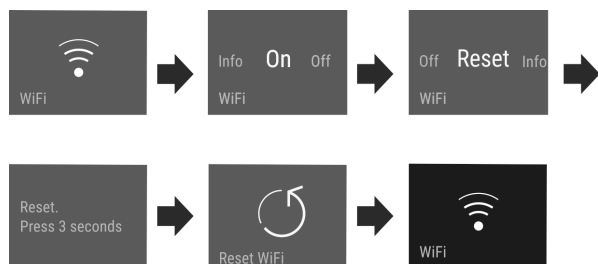 WiFi
Info On Off
WiFi
Off Reset Info
WiFi
Reset.
Press 3 seconds
Reset WiFi
WiFi